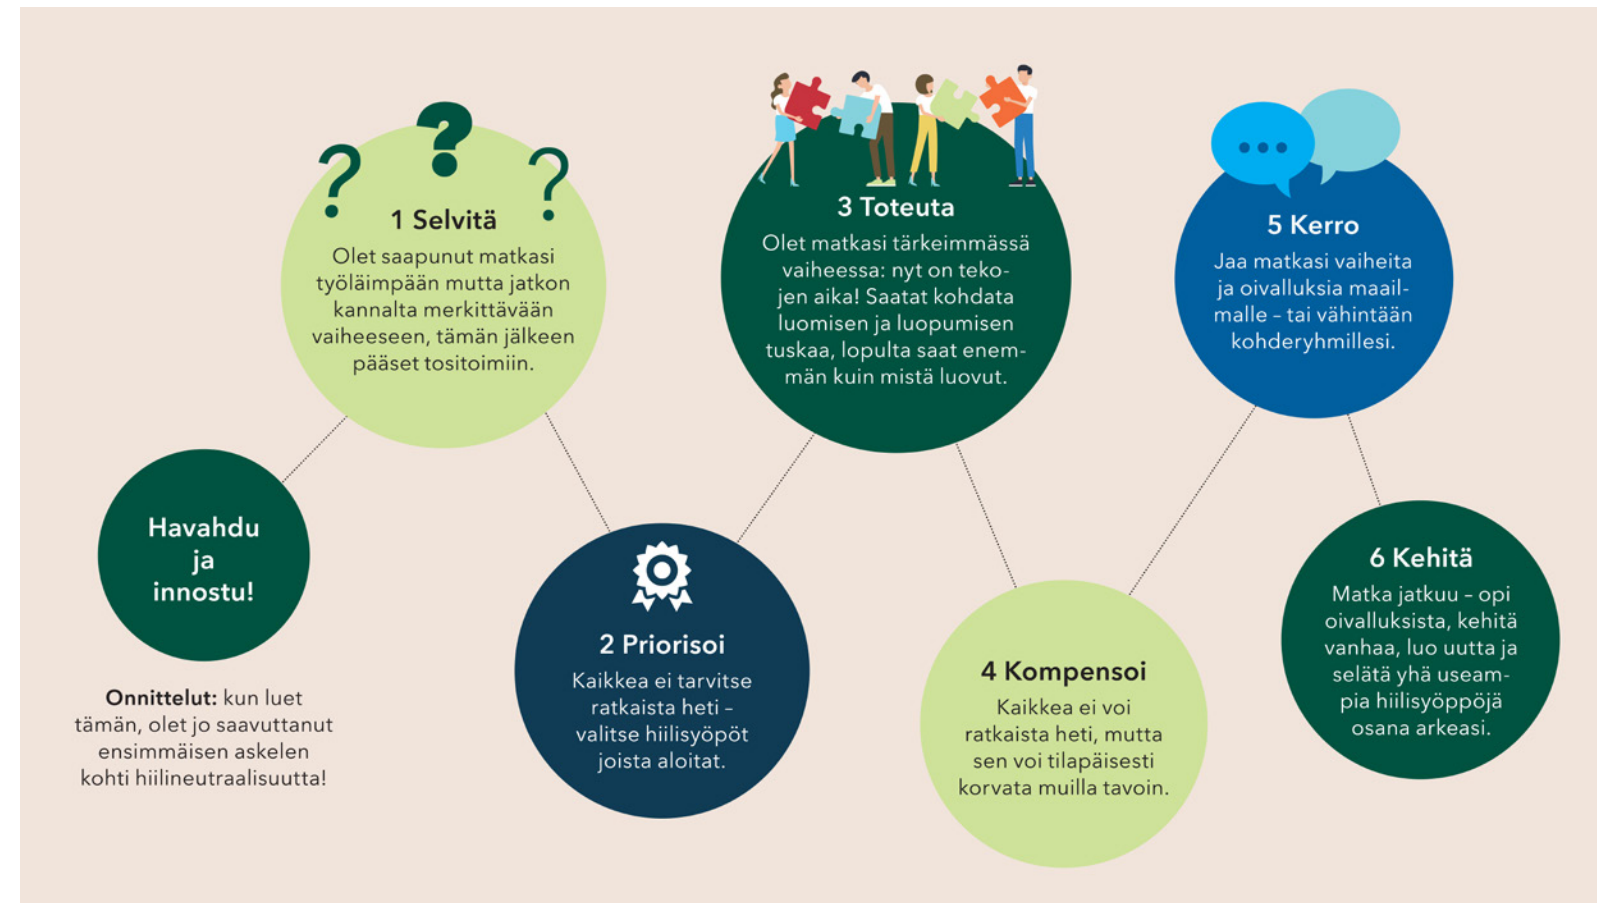 Havahdu
ja
innostu!
Onnittelut: kun luet
tämän, olet jo saavuttanut
ensimmäisen askelen
kohti hiilineutraalisuutta!
1 Selvitä
Olet saapunut matkasi
työläimpään mutta jatkon
kannalta merkittävään
vaiheeseen, tämän jälkeen
pääset tositoimiin.
2 Priorisoi
Kaikkea ei tarvitse
ratkaista heti –
valitse hiilisyöpöt
joista aloitat.
3 Toteuta
Olet matkasi tärkeimmässä
vaiheessa: nyt on teko-
jen aika! Saatat kohdata
luomisen ja luopumisen
tuskaa, lopulta saat enem-
män kuin mistä luovut.
4 Kompensoi
Kaikkea ei voi
ratkaista heti, mutta
sen voi tilapäisesti
korvata muilla tavoin.
5 Kerro
Jaa matkasi vaiheita
ja oivalluksia maail-
malle – tai vähintään
kohderyhmillesi.
6 Kehitä
Matka jatkuu – opi
oivalluksista, kehitä
vanhaa, luo uutta ja
selätä yhä useam-
pia hiilisyöppöjä
osana arkeasi.